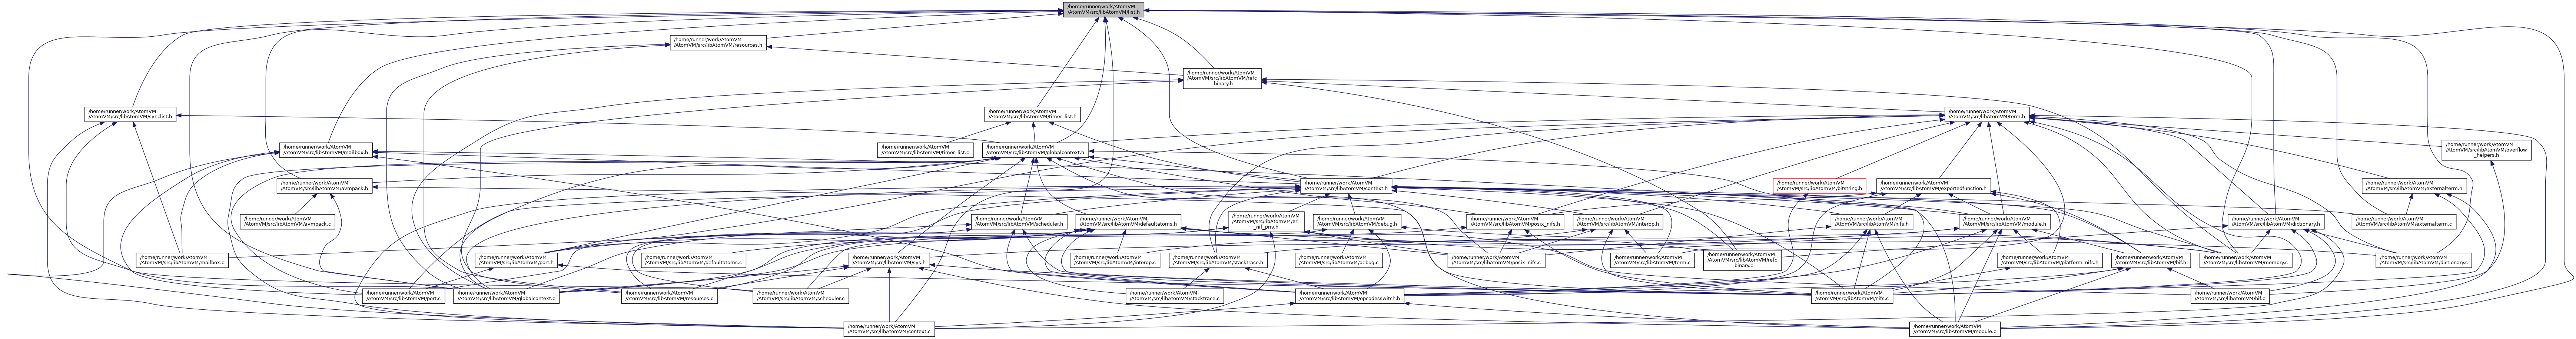 /home/runner/work/AtomVM
/AtomVM/src/libAtomVM/list.h
/home/runner/work/AtomVM
/AtomVM/src/libAtomVM/resources.h
/home/runner/work/AtomVM
/AtomVM/src/libAtomVM/refc
_binary.h
/home/runner/work/AtomVM
/AtomVM/src/libAtomVM/synclist.h
/home/runner/work/AtomVM
/AtomVM/src/libAtomVM/timer_list.h
/home/runner/work/AtomVM
/AtomVM/src/libAtomVM/term.h
/home/runner/work/AtomVM
/AtomVM/src/libAtomVM/mailbox.h
/home/runner/work/AtomVM
/AtomVM/src/libAtomVM/timer_list.c
/home/runner/work/AtomVM
/AtomVM/src/libAtomVM/globalcontext.h
/home/runner/work/AtomVM
/AtomVM/src/libAtomVM/overflow
_helpers.h
/home/runner/work/AtomVM
/AtomVM/src/libAtomVM/avmpack.h
/home/runner/work/AtomVM
/AtomVM/src/libAtomVM/context.h
/home/runner/work/AtomVM
/AtomVM/src/libAtomVM/bitstring.h
/home/runner/work/AtomVM
/AtomVM/src/libAtomVM/exportedfunction.h
/home/runner/work/AtomVM
/AtomVM/src/libAtomVM/externalterm.h
/home/runner/work/AtomVM
/AtomVM/src/libAtomVM/avmpack.c
/home/runner/work/AtomVM
/AtomVM/src/libAtomVM/scheduler.h
/home/runner/work/AtomVM
/AtomVM/src/libAtomVM/defaultatoms.h
/home/runner/work/AtomVM
/AtomVM/src/libAtomVM/erl
_nif_priv.h
/home/runner/work/AtomVM
/AtomVM/src/libAtomVM/debug.h
/home/runner/work/AtomVM
/AtomVM/src/libAtomVM/posix_nifs.h
/home/runner/work/AtomVM
/AtomVM/src/libAtomVM/interop.h
/home/runner/work/AtomVM
/AtomVM/src/libAtomVM/nifs.h
/home/runner/work/AtomVM
/AtomVM/src/libAtomVM/module.h
/home/runner/work/AtomVM
/AtomVM/src/libAtomVM/dictionary.h
/home/runner/work/AtomVM
/AtomVM/src/libAtomVM/externalterm.c
/home/runner/work/AtomVM
/AtomVM/src/libAtomVM/mailbox.c
/home/runner/work/AtomVM
/AtomVM/src/libAtomVM/port.h
/home/runner/work/AtomVM
/AtomVM/src/libAtomVM/defaultatoms.c
/home/runner/work/AtomVM
/AtomVM/src/libAtomVM/sys.h
/home/runner/work/AtomVM
/AtomVM/src/libAtomVM/interop.c
/home/runner/work/AtomVM
/AtomVM/src/libAtomVM/stacktrace.h
/home/runner/work/AtomVM
/AtomVM/src/libAtomVM/debug.c
/home/runner/work/AtomVM
/AtomVM/src/libAtomVM/posix_nifs.c
/home/runner/work/AtomVM
/AtomVM/src/libAtomVM/term.c
/home/runner/work/AtomVM
/AtomVM/src/libAtomVM/refc
_binary.c
/home/runner/work/AtomVM
/AtomVM/src/libAtomVM/platform_nifs.h
/home/runner/work/AtomVM
/AtomVM/src/libAtomVM/bif.h
/home/runner/work/AtomVM
/AtomVM/src/libAtomVM/memory.c
/home/runner/work/AtomVM
/AtomVM/src/libAtomVM/dictionary.c
/home/runner/work/AtomVM
/AtomVM/src/libAtomVM/port.c
/home/runner/work/AtomVM
/AtomVM/src/libAtomVM/globalcontext.c
/home/runner/work/AtomVM
/AtomVM/src/libAtomVM/resources.c
/home/runner/work/AtomVM
/AtomVM/src/libAtomVM/scheduler.c
/home/runner/work/AtomVM
/AtomVM/src/libAtomVM/stacktrace.c
/home/runner/work/AtomVM
/AtomVM/src/libAtomVM/opcodesswitch.h
/home/runner/work/AtomVM
/AtomVM/src/libAtomVM/nifs.c
/home/runner/work/AtomVM
/AtomVM/src/libAtomVM/bif.c
/home/runner/work/AtomVM
/AtomVM/src/libAtomVM/context.c
/home/runner/work/AtomVM
/AtomVM/src/libAtomVM/module.c